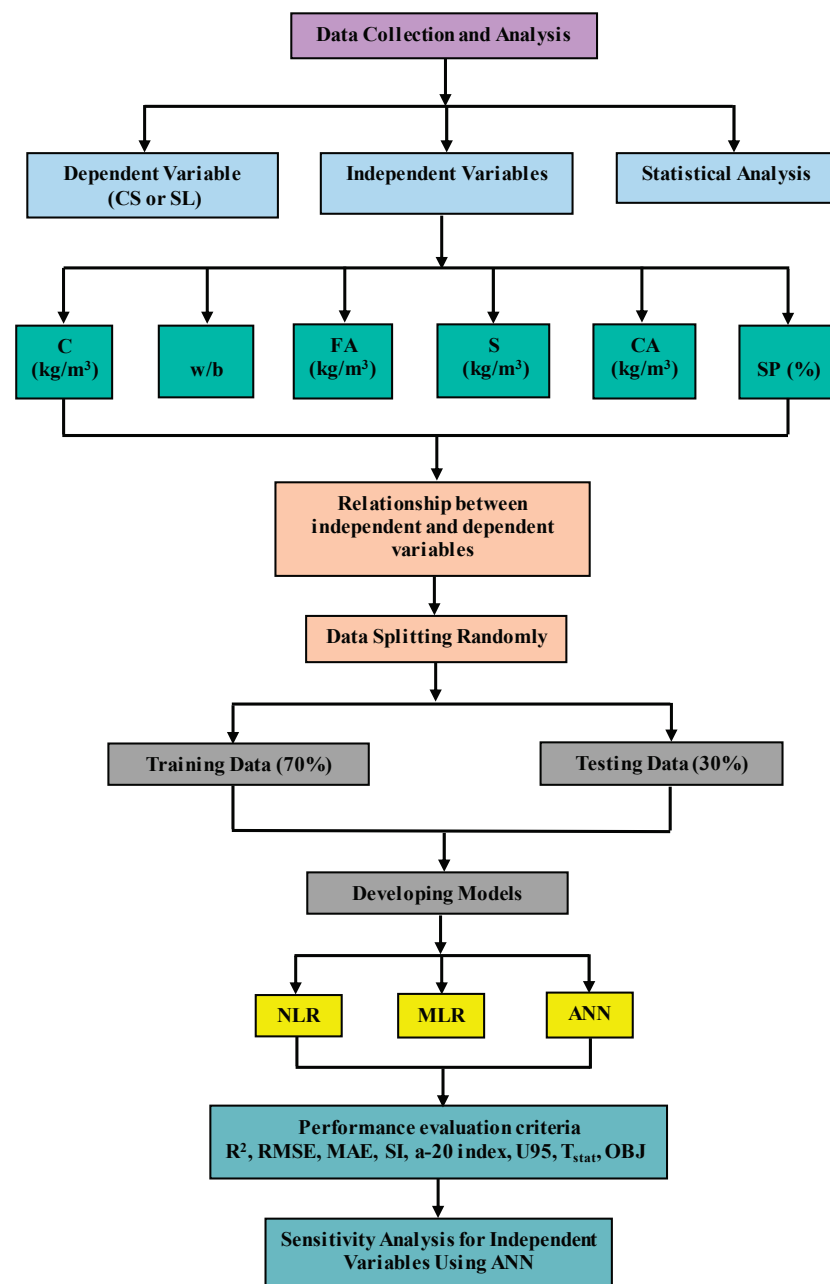 Data Collection and Analysis
Dependent Variable
(CS or SL)
Independent Variables
Statistical Analysis
C
(kg/m³)
w/b
FA
(kg/m³)
S
(kg/m³)
CA
(kg/m³)
SP (%)
Relationship between
independent and dependent
variables
Data Splitting Randomly
Training Data (70%)
Testing Data (30%)
Developing Models
NLR
MLR
ANN
Performance evaluation criteria
R², RMSE, MAE, SI, a-20 index, U95, Tstat, OBJ
Sensitivity Analysis for Independent
Variables Using ANN